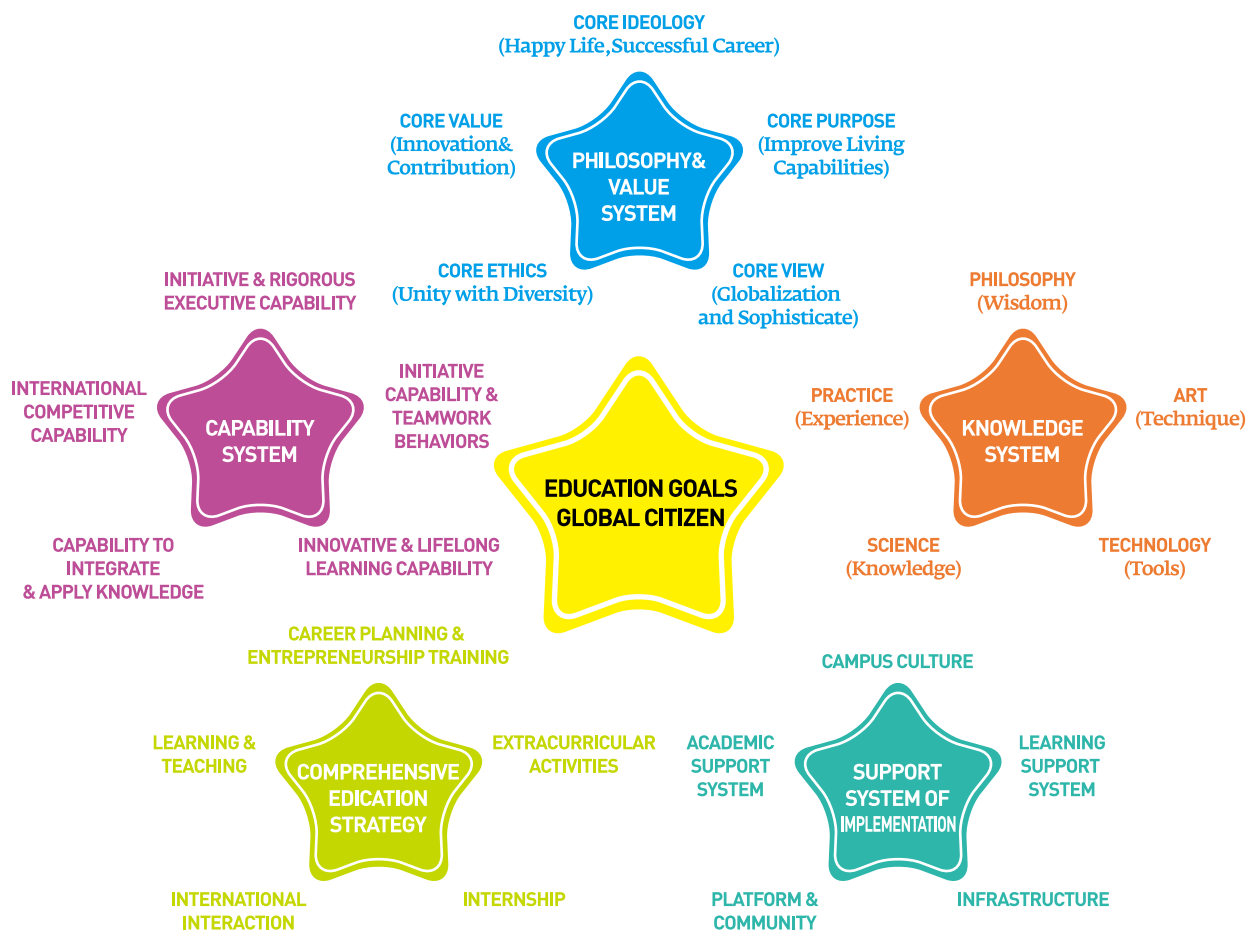 CORE IDEOLOGY
(Happy Life,Successful Career)
CORE VALUE
(Innovation&
Contribution)
PHILOSOPHY&
VALUE
SYSTEM
CORE PURPOSE
(Improve Living
Capabilities)
CORE ETHICS
(Unity with Diversity)
CORE VIEW
(Globalization
and Sophisticate)
INITIATIVE & RIGOROUS
EXECUTIVE CAPABILITY
INTERNATIONAL
COMPETITIVE
CAPABILITY
CAPABILITY
SYSTEM
INITIATIVE
CAPABILITY &
TEAMWORK
BEHAVIORS
CAPABILITY TO
INTEGRATE
& APPLY KNOWLEDGE
INNOVATIVE & LIFELONG
LEARNING CAPABILITY
EDUCATION GOALS
GLOBAL CITIZEN
PHILOSOPHY
(Wisdom)
PRACTICE
(Experience)
KNOWLEDGE
SYSTEM
ART
(Technique)
SCIENCE
(Knowledge)
TECHNOLOGY
(Tools)
CAREER PLANNING &
ENTREPRENEURSHIP TRAINING
LEARNING &
TEACHING
COMPREHENSIVE
EDICATION
STRATEGY
EXTRACURRICULAR
ACTIVITIES
INTERNATIONAL
INTERACTION
INTERNSHIP
CAMPUS CULTURE
ACADEMIC
SUPPORT
SYSTEM
SUPPORT
SYSTEM OF
IMPLEMENTATION
LEARNING
SUPPORT
SYSTEM
PLATFORM &
COMMUNITY
INFRASTRUCTURE